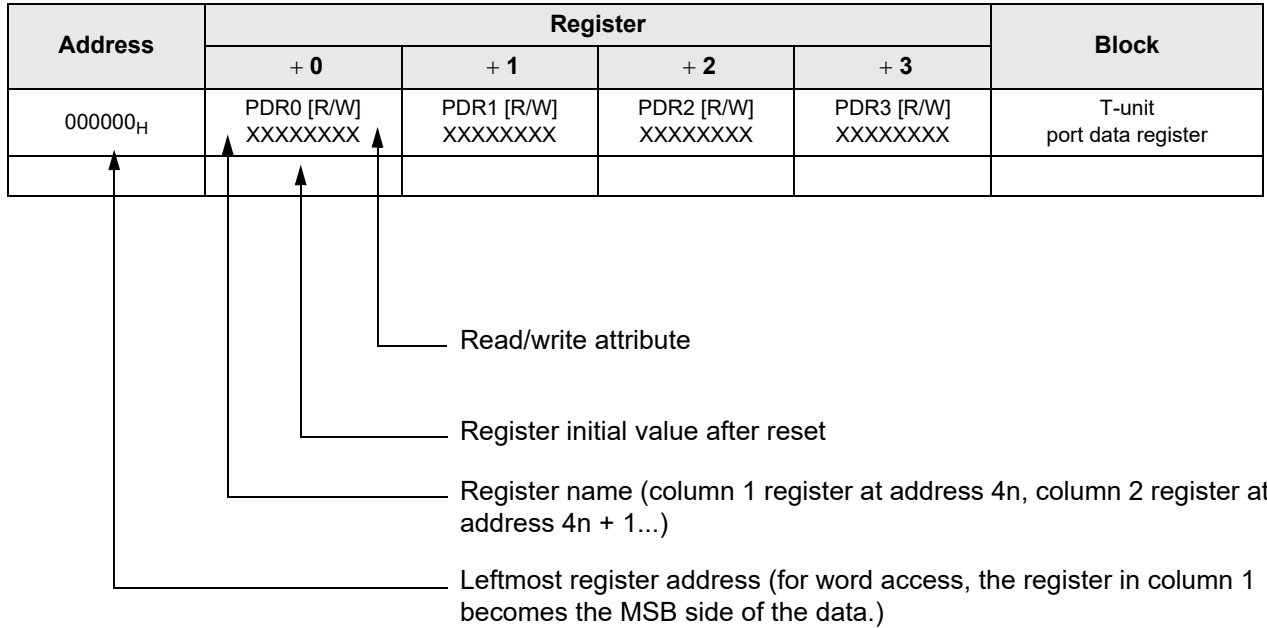 Address Register Block
+ 0 + 1 + 2 + 3
000000H PDR0 [R/W] PDR1 [R/W] PDR2 [R/W] PDR3 [R/W] T-unit
XXXXXXXX XXXXXXXX XXXXXXXX XXXXXXXX port data register
Read/write attribute
Register initial value after reset
Register name (column 1 register at address 4n, column 2 register at
address 4n + 1...)
Leftmost register address (for word access, the register in column 1
becomes the MSB side of the data.)